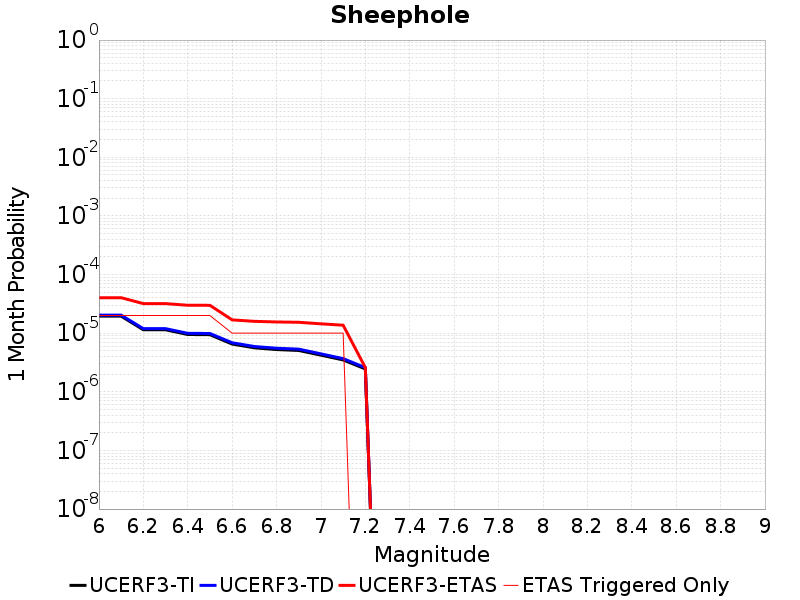 Sheephole
10^0
10^-1
10^-2
10^-3
10^-4
10^-5
10^-6
10^-7
10^-8
1 Month Probability
6 6.2 6.4 6.6 6.8 7 7.2 7.4 7.6 7.8 8 8.2 8.4 8.6 8.8 9
Magnitude
UCERF3-TI UCERF3-TD UCERF3-ETAS ETAS Triggered Only